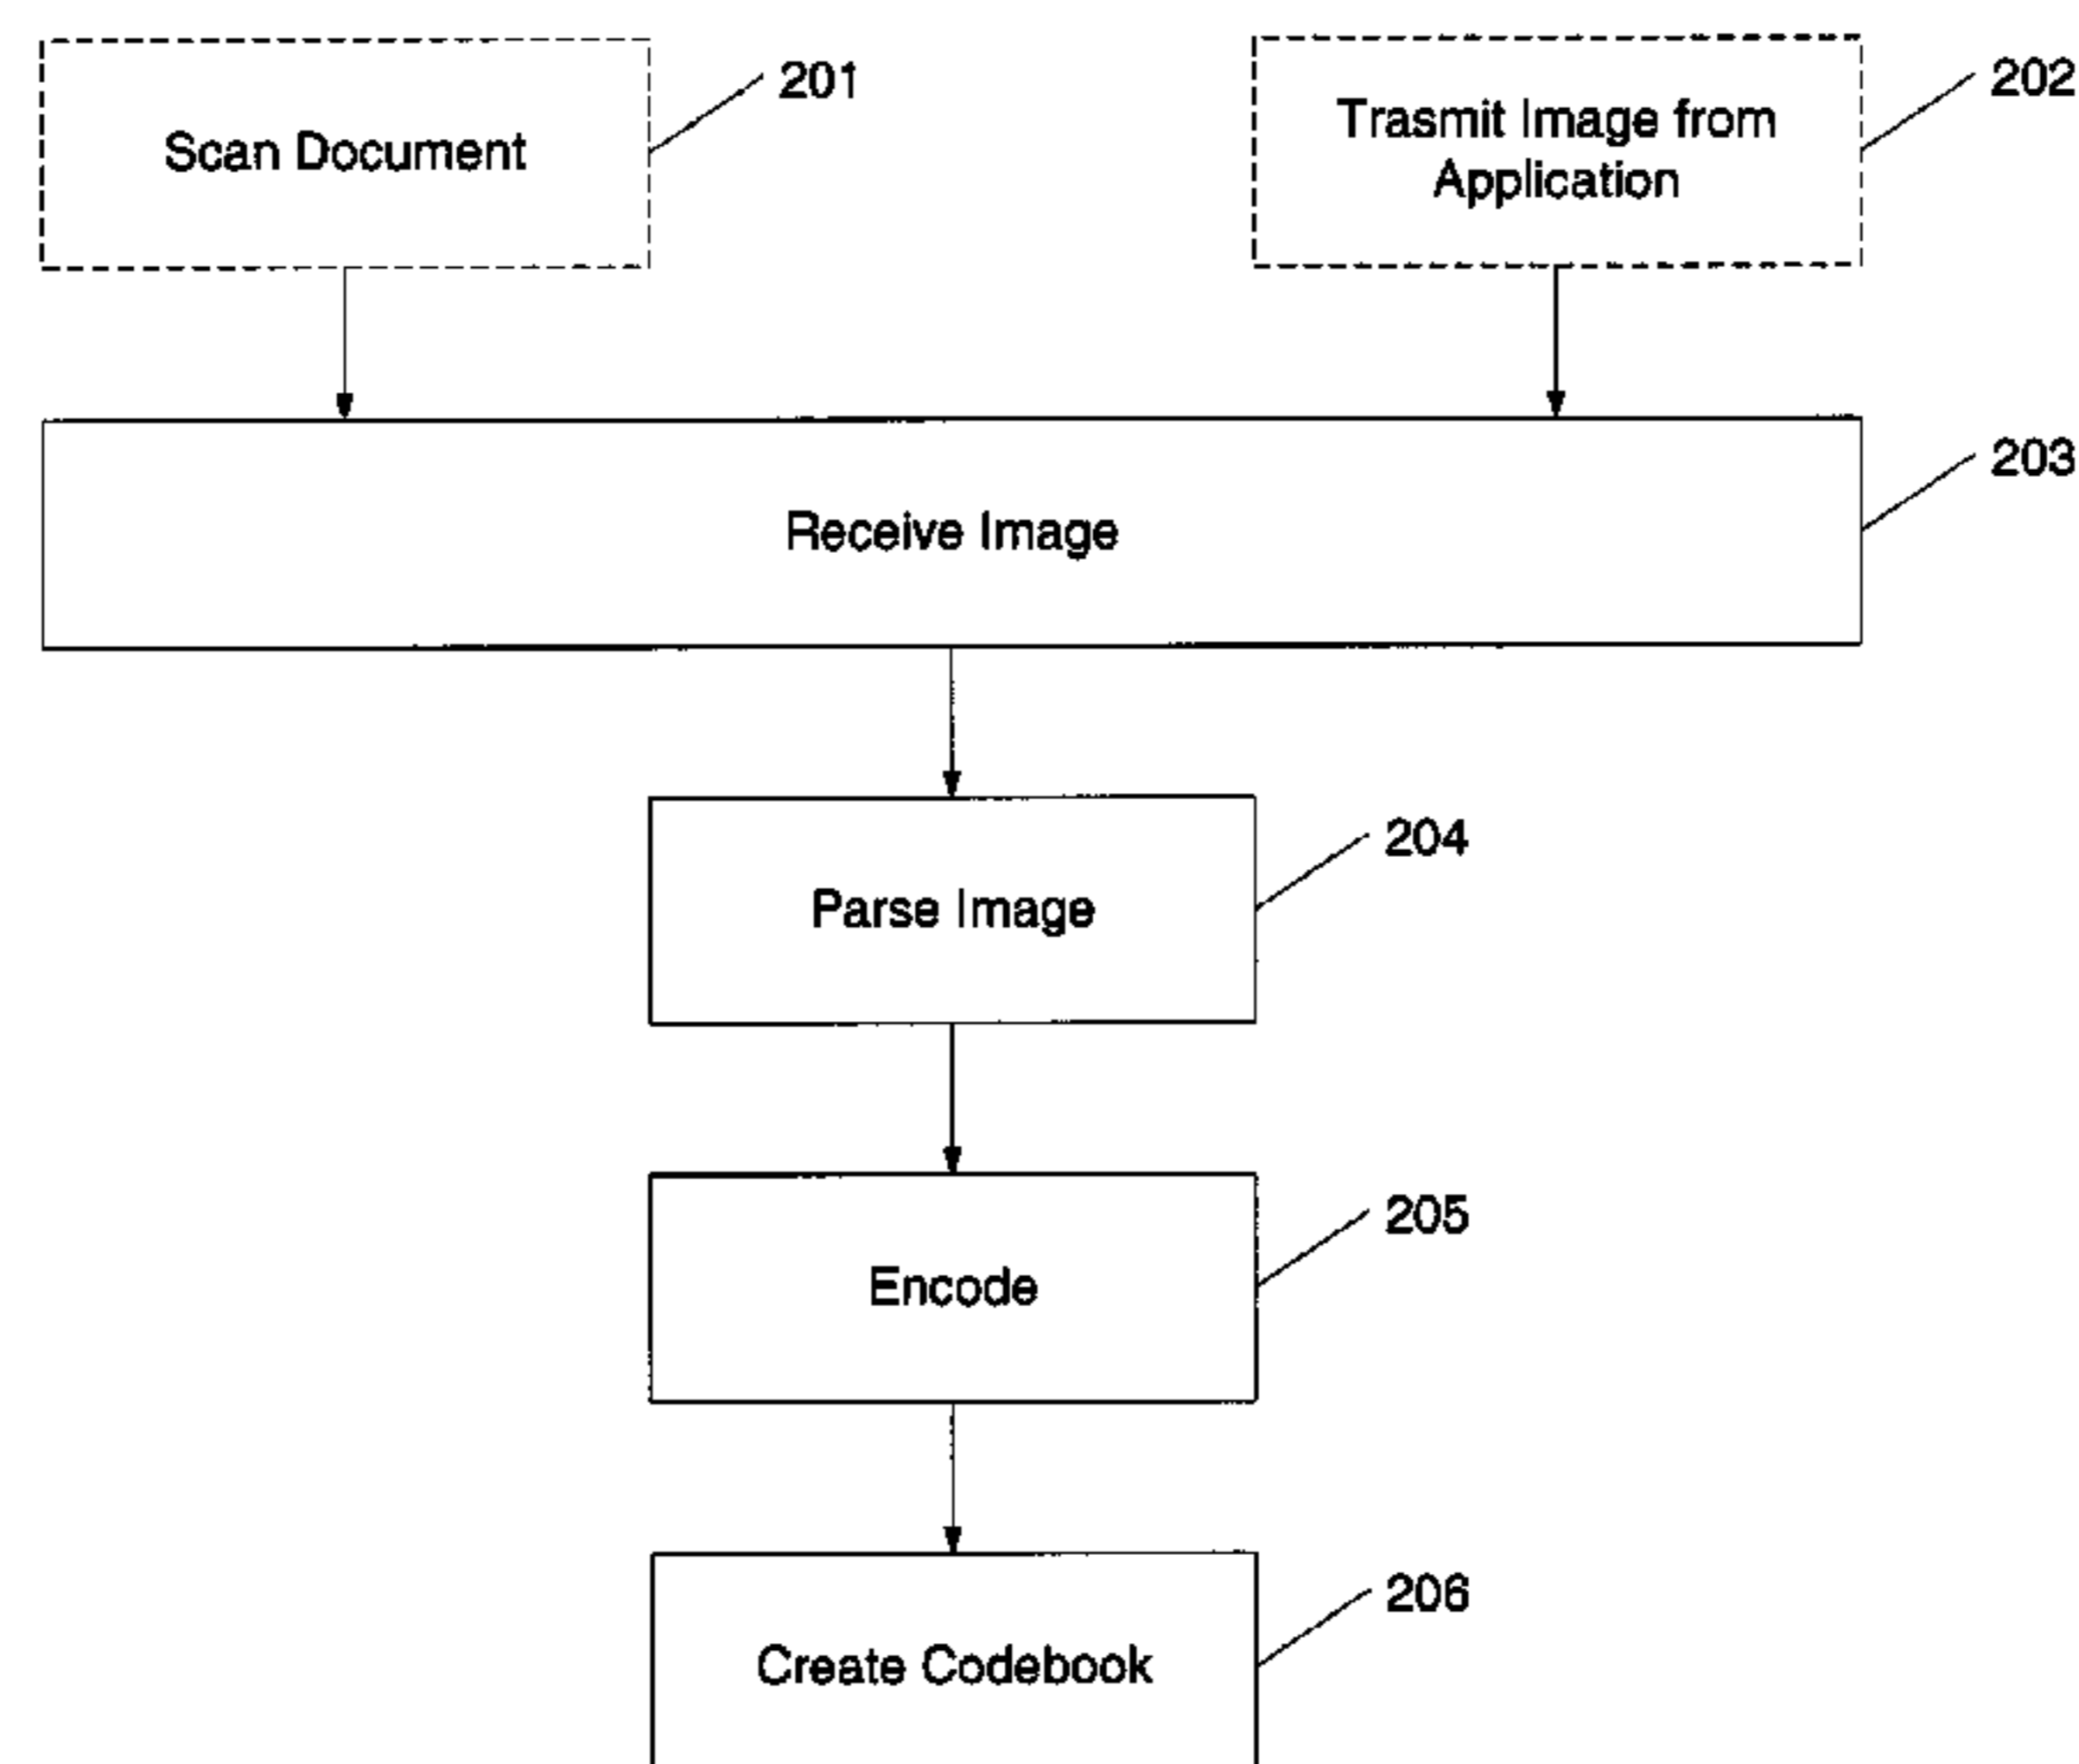 Scan Document
201
Trasmit Image from
Application
202
Receive Image
203
Parse Image
204
Encode
205
Create Codebook
206